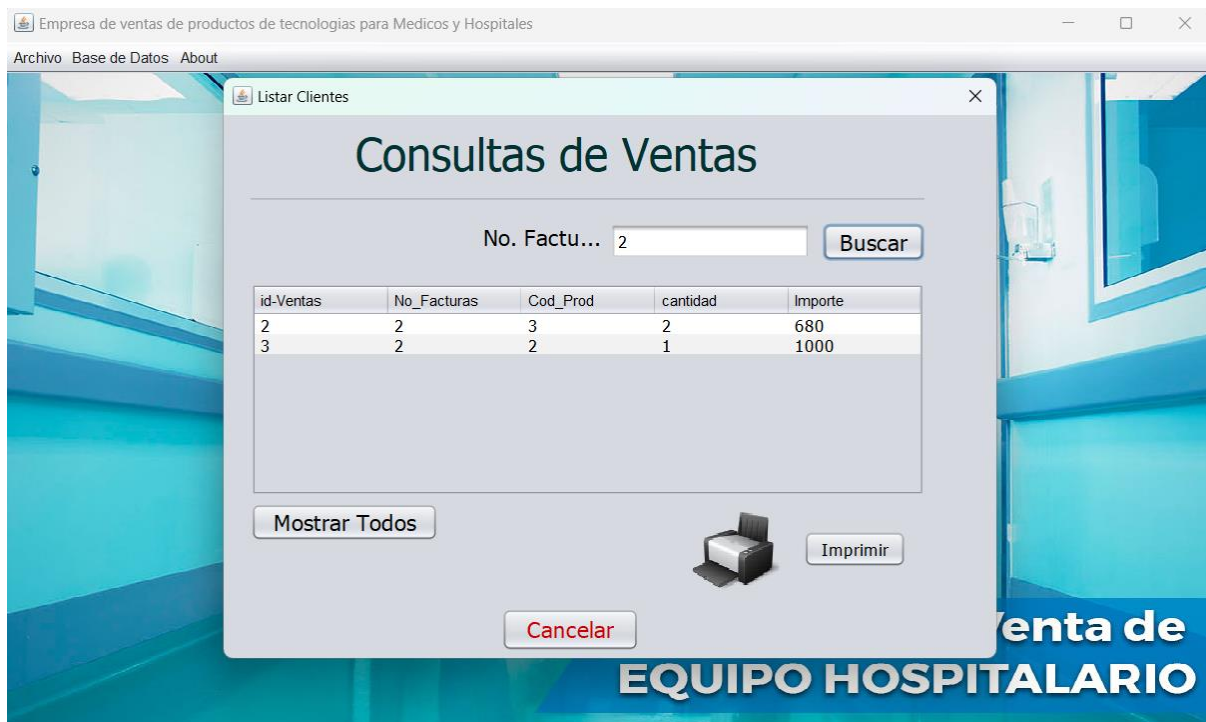 Empresa de ventas de productos de tecnologias para Medicos y Hospitales
Archivo Base de Datos About
Listar Clientes
Consultas de Ventas
No. Factu... 2 Buscar
id-Ventas No_Facturas Cod_Prod cantidad Importe
2 2 3 2 680
3 2 2 1 1000
Mostrar Todos
Imprimir
Cancelar
enta de
EQUIPO HOSPITALARIO